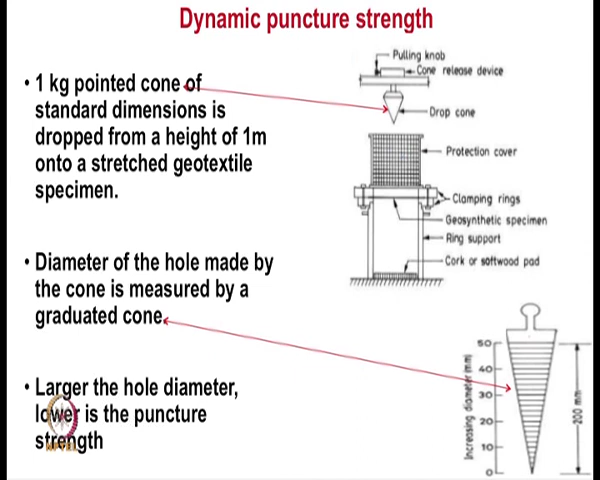 Dynamic puncture strength
• 1 kg pointed cone of
standard dimensions is
dropped from a height of 1m
onto a stretched geotextile
specimen.
• Diameter of the hole made by
the cone is measured by a
graduated cone.
• Larger the hole diameter,
lower is the puncture
strength
NPTEL
Pulling knob
Cone release device
Drop cone
Protection cover
Clamping rings
Geosynthetic specimen
Ring support
Cork or softwood pad
Increasing diameter (mm)
50
40
30
20
10
0
200 mm